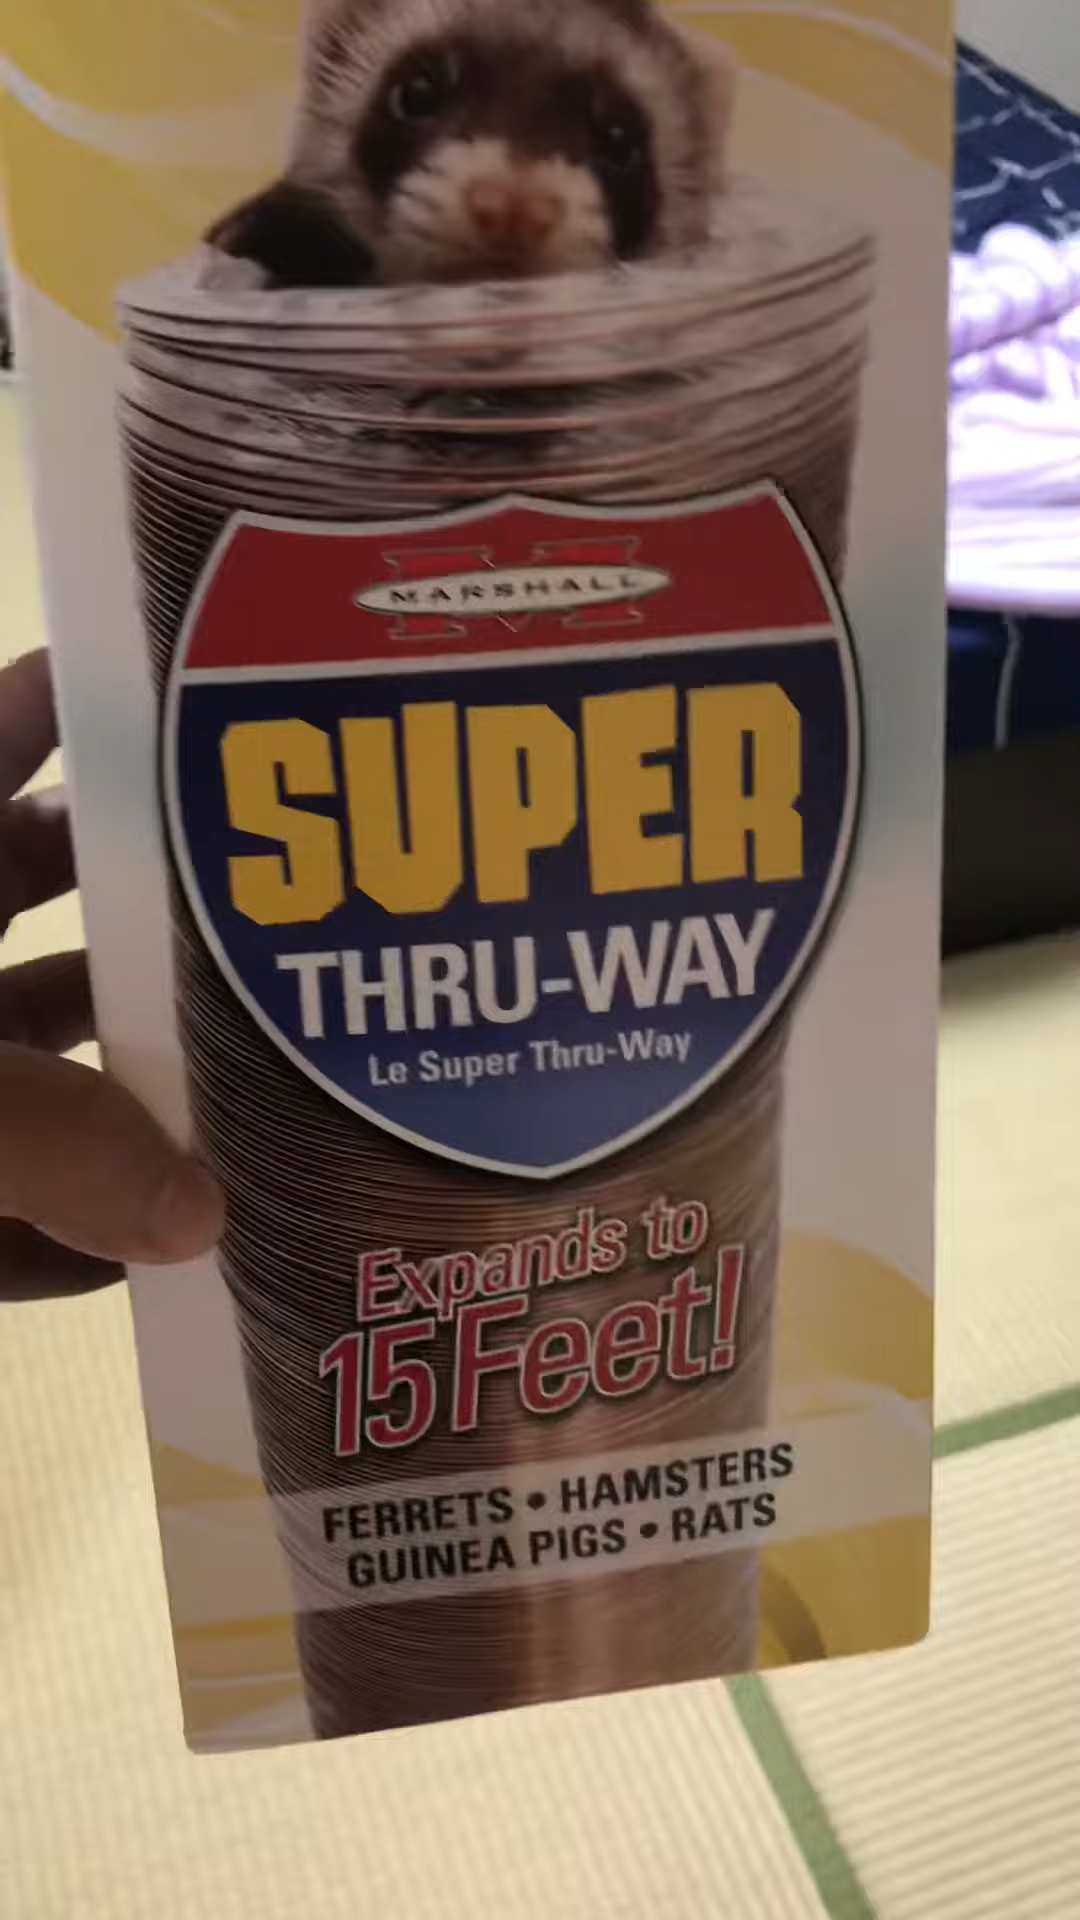 MARSHALL
SUPER
THRU-WAY
Le Super Thru-Way
Expands to
15 Feet!
FERRETS • HAMSTERS
GUINEA PIGS • RATS